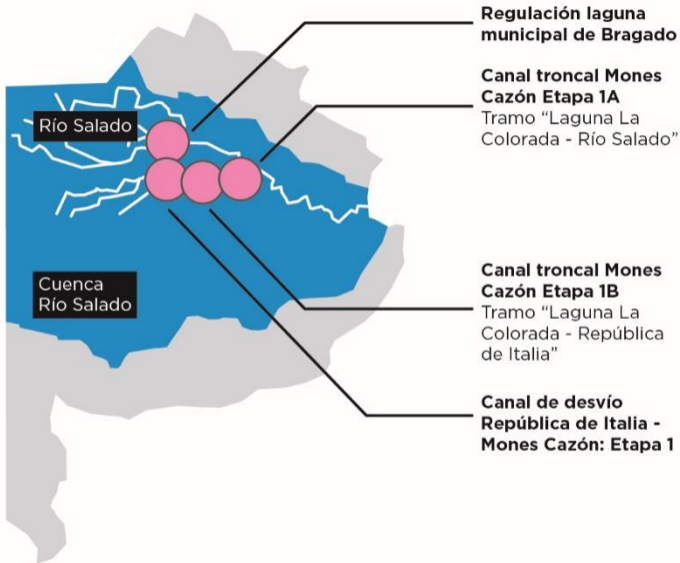 Regulación laguna
municipal de Bragado
Canal troncal Mones
Cazón Etapa 1A
Tramo “Laguna La
Colorada - Río Salado”
Río Salado
Cuenca
Río Salado
Canal troncal Mones
Cazón Etapa 1B
Tramo “Laguna La
Colorada - República
de Italia”
Canal de desvío
República de Italia -
Mones Cazón: Etapa 1